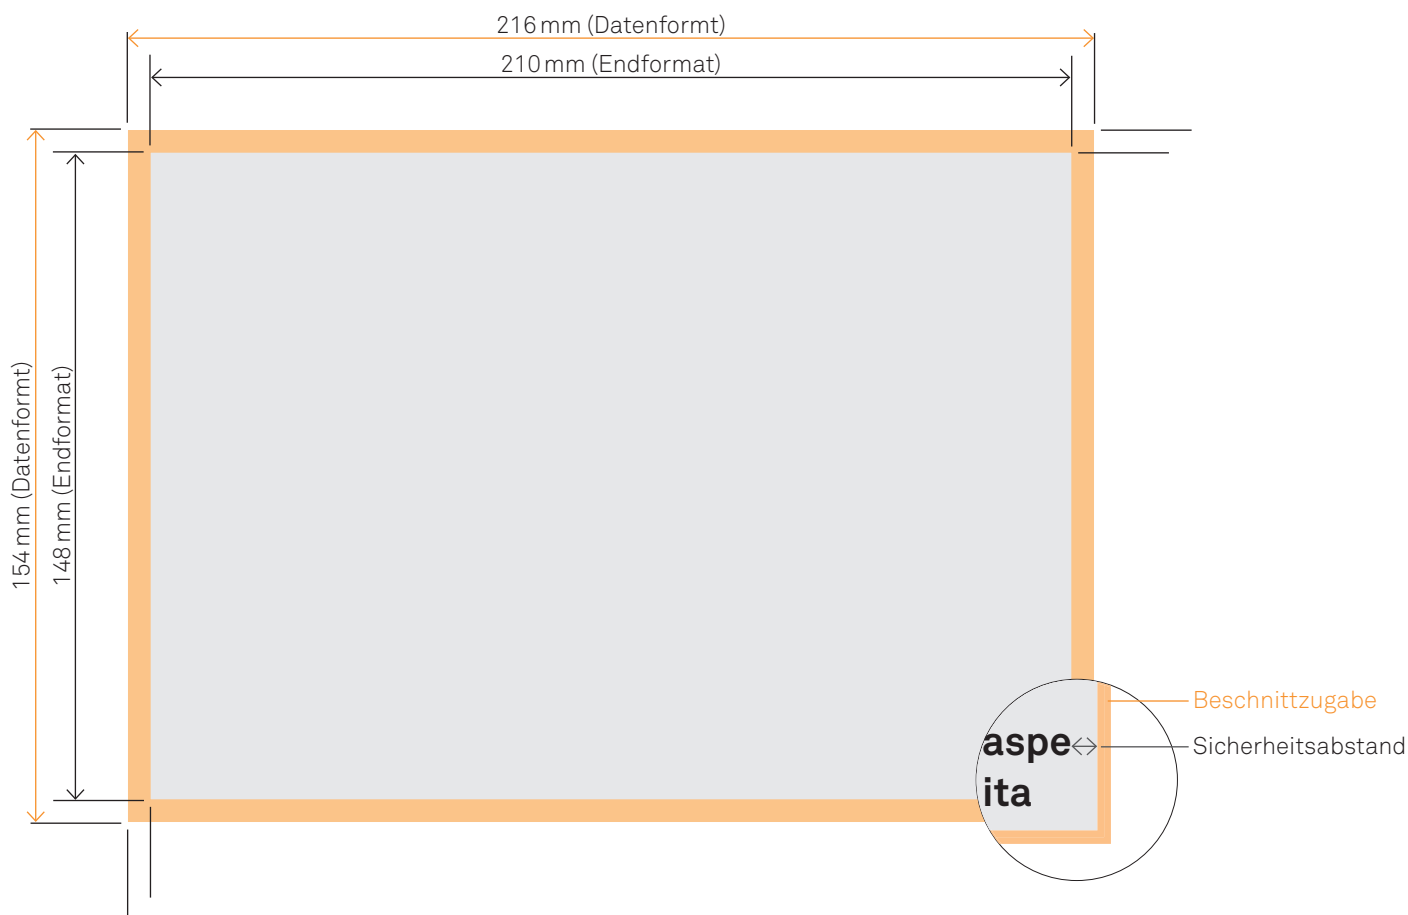 216 mm (Datenformt)
210 mm (Endformat)
154 mm (Datenformt)
148 mm (Endformat)
Beschnittzugabe
aspe
Sicherheitsabstand
ita